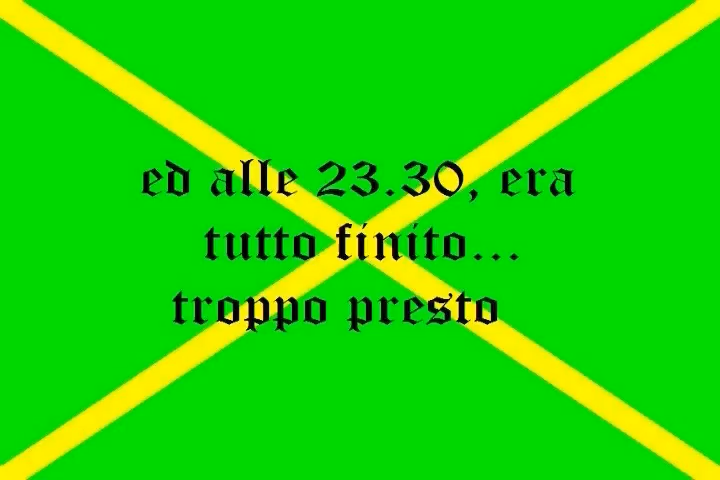 ed alle 23.30, era
tutto finito...
troppo presto